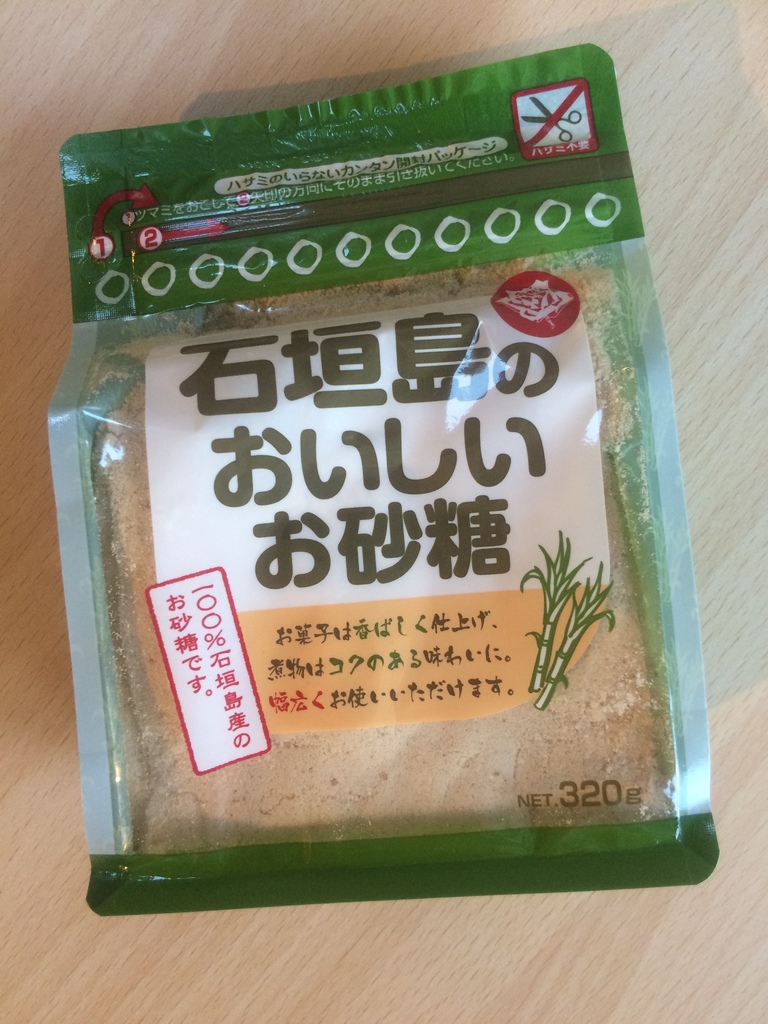 ハサミ不要
ハサミのいらないカンタン開封パッケージ
①ツマミをおこして②矢印の方向にそのまま引き抜いてください。
1
2
石垣島の
おいしい
お砂糖
一〇〇%石垣島産の
お砂糖です。
お菓子は香ばしく仕上げ、
煮物はコクのある味わいに。
幅広くお使いいただけます。
NET.320g